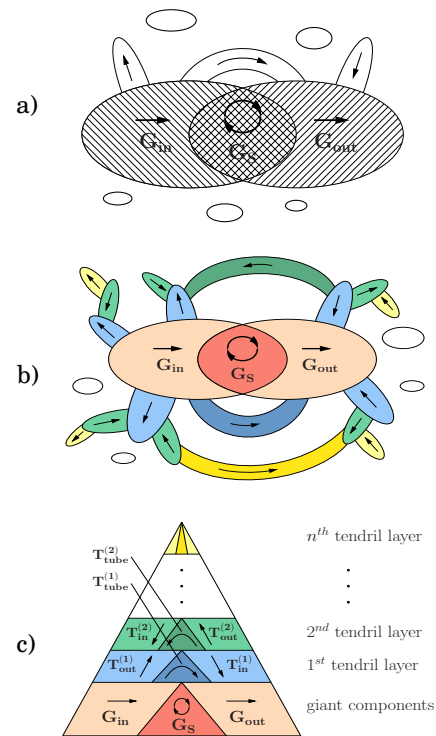 a)
G_in
G_S
G_out
b)
G_in
G_S
G_out
c)
n^th tendril layer
T_tube^(2)
T_tube^(1)
T_in^(2)
T_out^(2)
2^nd tendril layer
T_out^(1)
T_in^(1)
1^st tendril layer
G_in
G_S
G_out
giant components